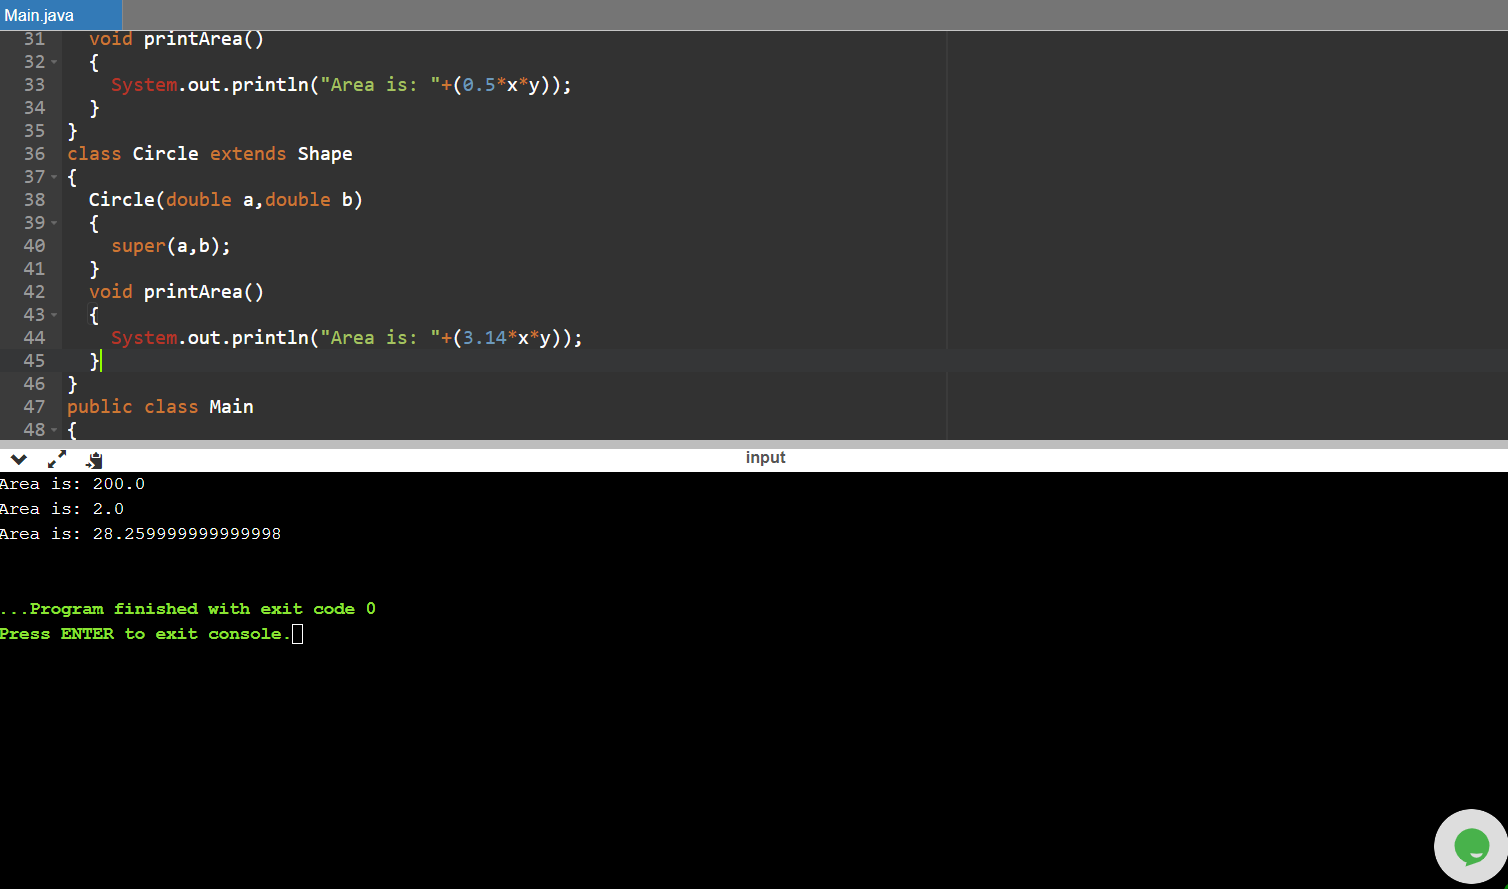 Main.java
31 void printArea()
32 {
33 System.out.println("Area is: "+(0.5*x*y));
34 }
35 }
36 class Circle extends Shape
37 {
38 Circle(double a,double b)
39 {
40 super(a,b);
41 }
42 void printArea()
43 {
44 System.out.println("Area is: "+(3.14*x*y));
45 }
46 }
47 public class Main
48 {
input
Area is: 200.0
Area is: 2.0
Area is: 28.259999999999998
...Program finished with exit code 0
Press ENTER to exit console.